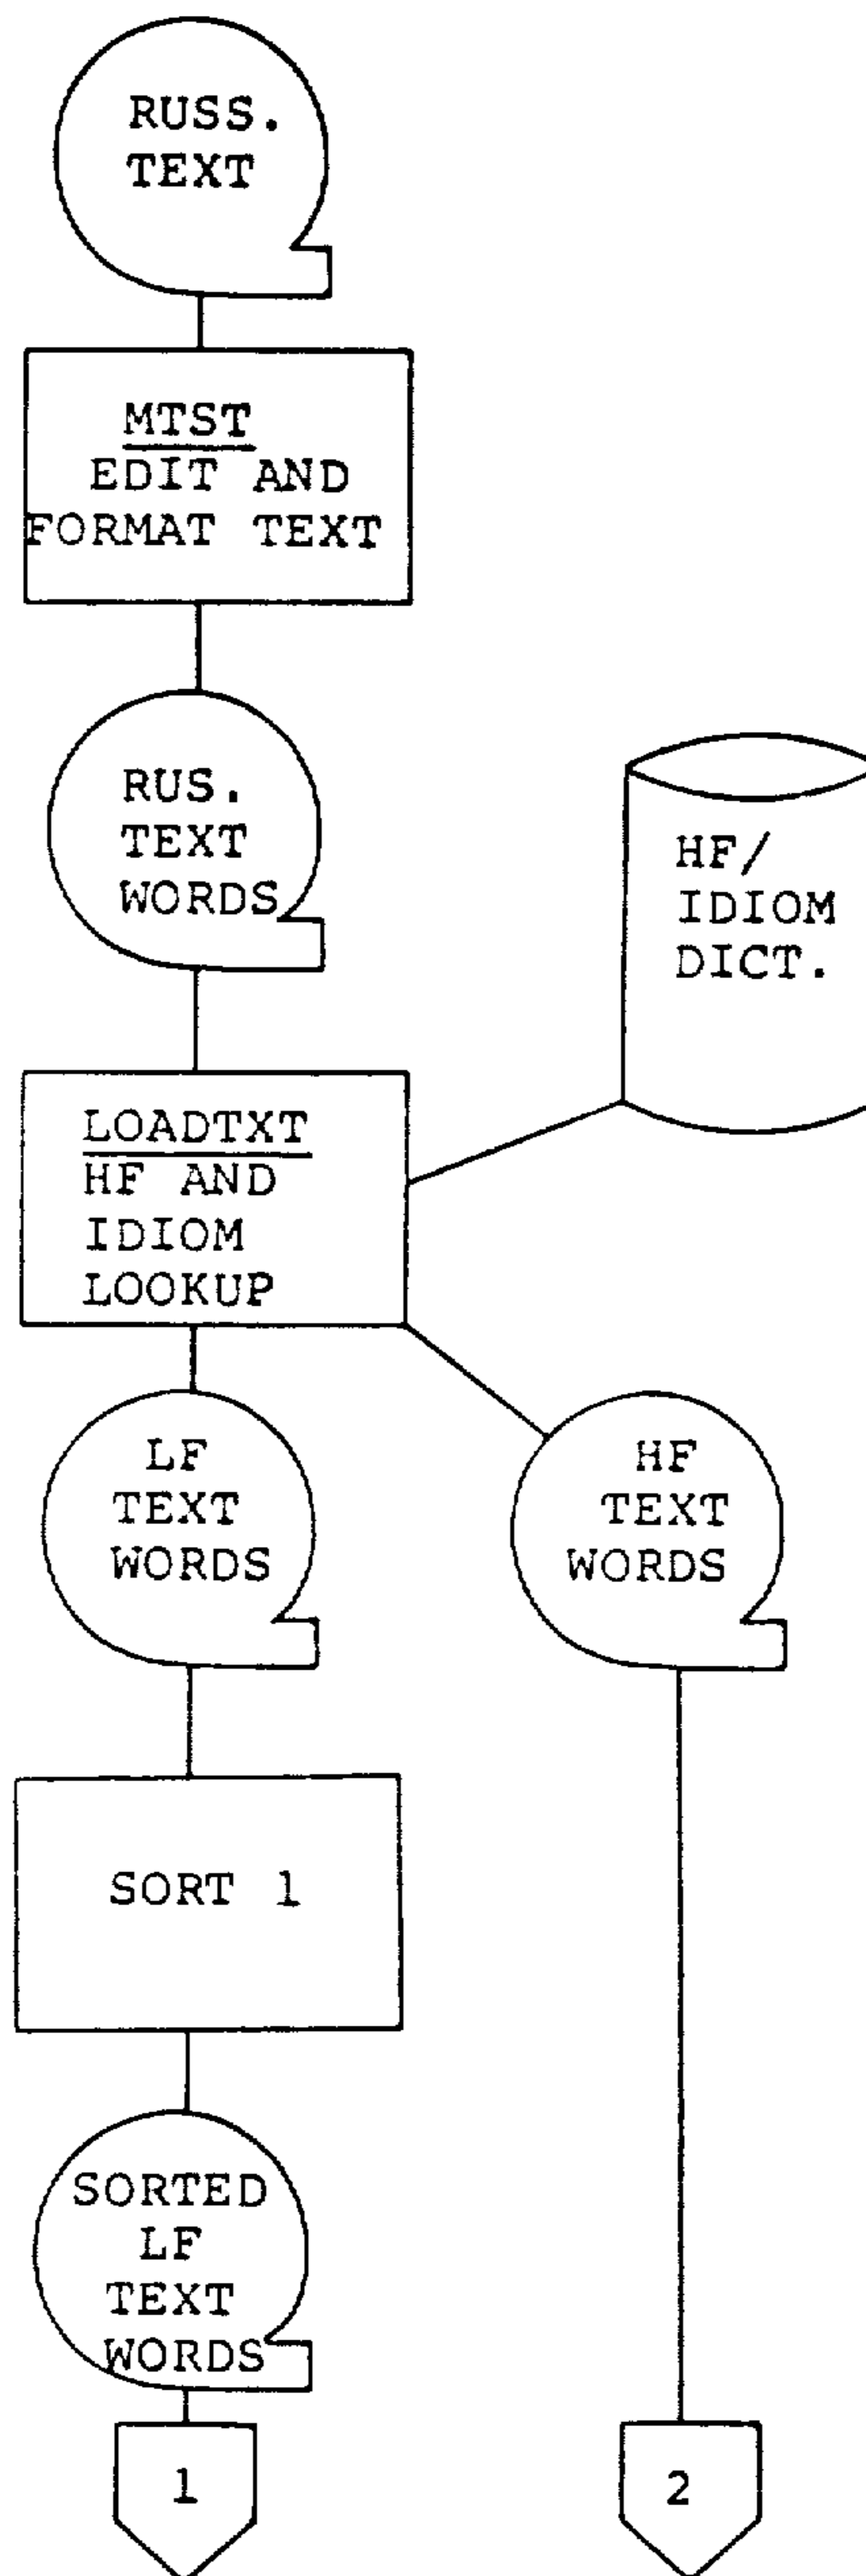 RUSS.
TEXT
MTST
EDIT AND
FORMAT TEXT
RUS.
TEXT
WORDS
HF/
IDIOM
DICT.
LOADTXT
HF AND
IDIOM
LOOKUP
LF
TEXT
WORDS
HF
TEXT
WORDS
SORT 1
SORTED
LF
TEXT
WORDS
1
2